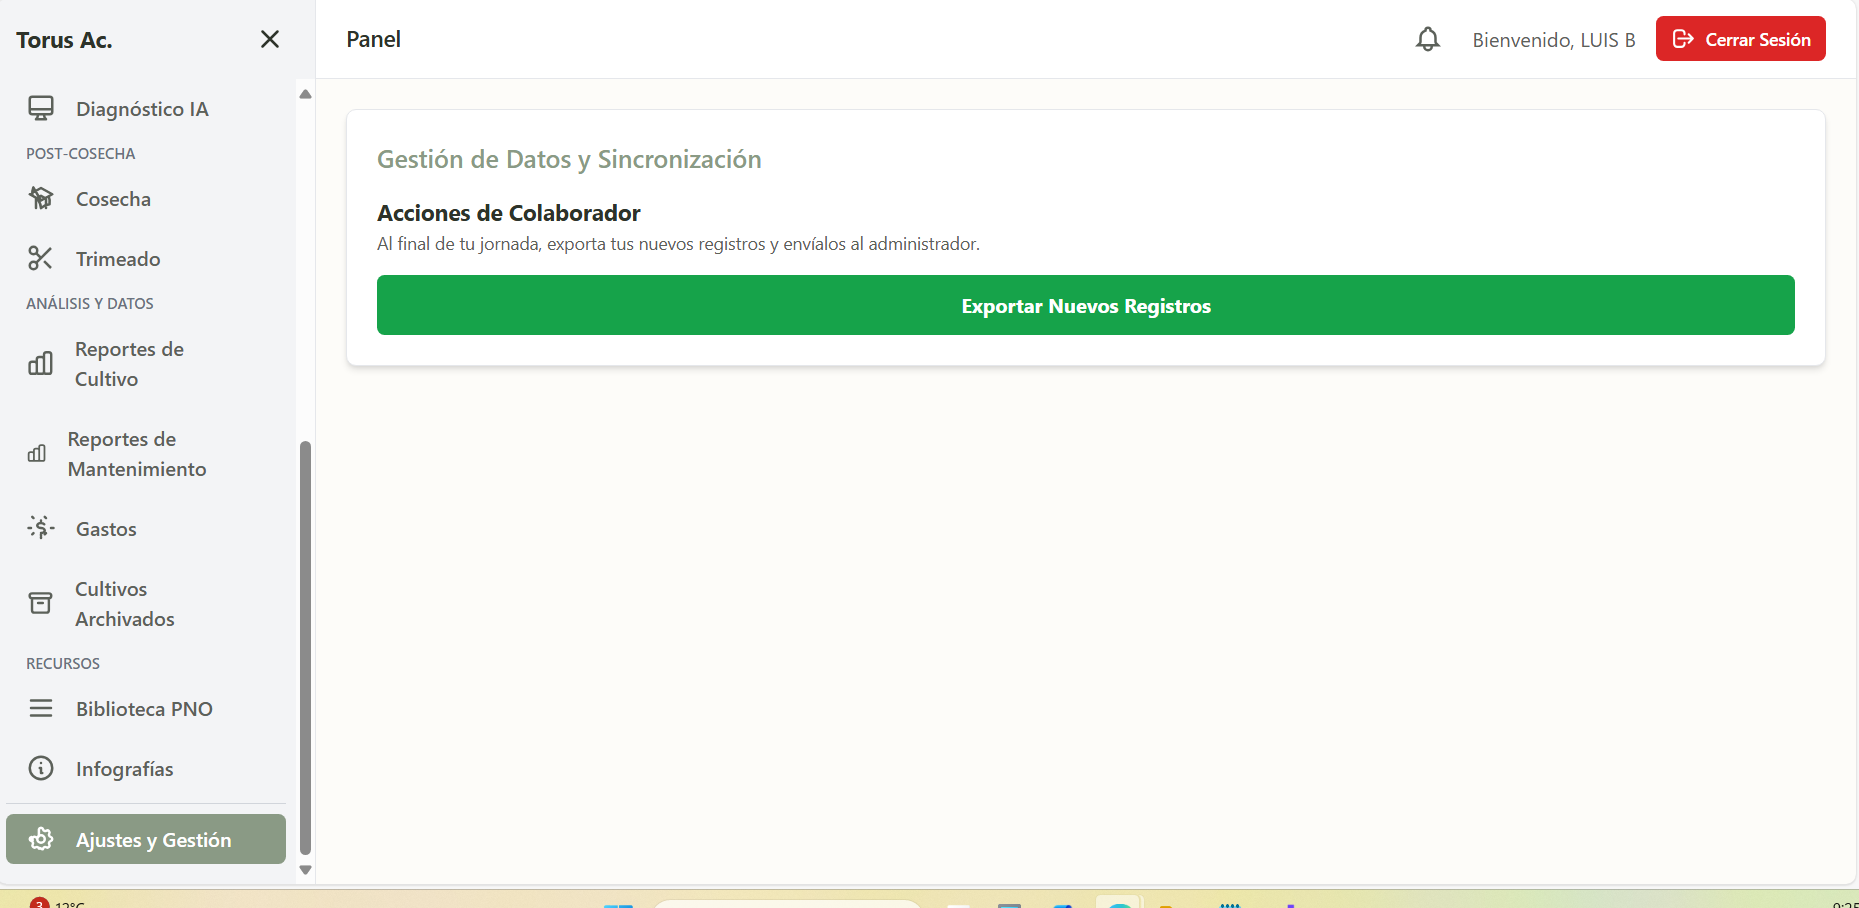 Torus Ac.
Diagnóstico IA
POST-COSECHA
Cosecha
Trimeado
ANÁLISIS Y DATOS
Reportes de
Cultivo
Reportes de
Mantenimiento
Gastos
Cultivos
Archivados
RECURSOS
Biblioteca PNO
Infografías
Ajustes y Gestión
Panel
Bienvenido, LUIS B
Cerrar Sesión
Gestión de Datos y Sincronización
Acciones de Colaborador
Al final de tu jornada, exporta tus nuevos registros y envíalos al administrador.
Exportar Nuevos Registros
3